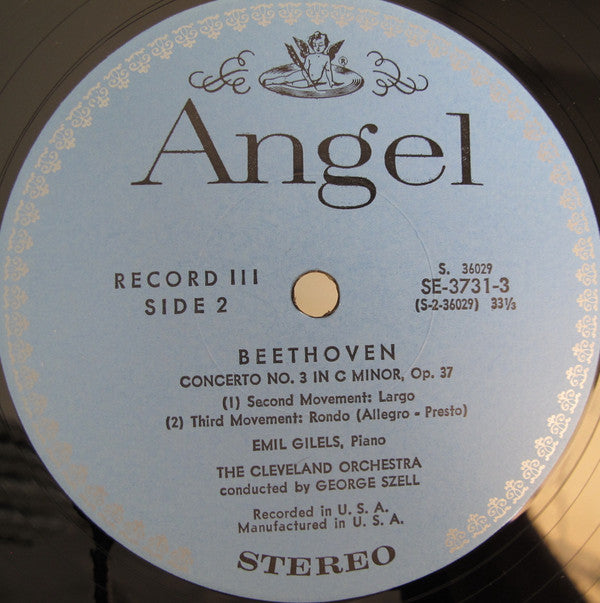 ®
Angel
RECORD III
SIDE 2
S. 36029
SE-3731-3
(S-2-36029) 33⅓
BEETHOVEN
CONCERTO NO. 3 IN C MINOR, Op. 37
(1) Second Movement: Largo
(2) Third Movement: Rondo (Allegro - Presto)
EMIL GILELS, Piano
THE CLEVELAND ORCHESTRA
conducted by GEORGE SZELL
Recorded in U. S. A.
Manufactured in U. S. A.
STEREO